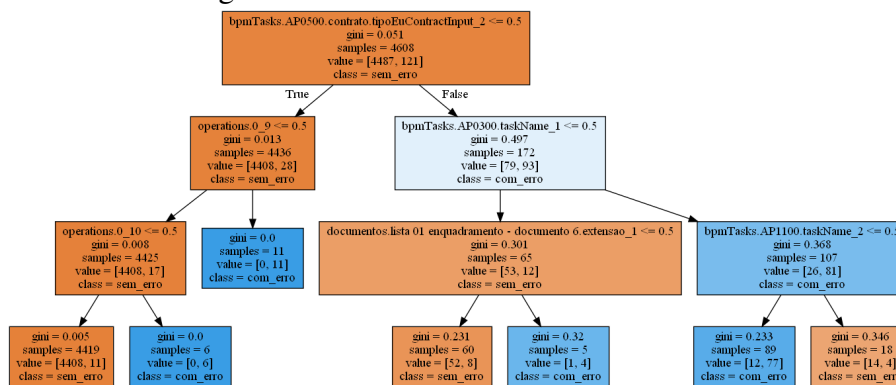 bpmTasks.AP0500.contrato.tipoEuContractInput_2 <= 0.5
gini = 0.051
samples = 4608
value = [4487, 121]
class = sem_erro
True
False
operations.0_9 <= 0.5
gini = 0.013
samples = 4436
value = [4408, 28]
class = sem_erro
bpmTasks.AP0300.taskName_1 <= 0.5
gini = 0.497
samples = 172
value = [79, 93]
class = com_erro
operations.0_10 <= 0.5
gini = 0.008
samples = 4425
value = [4408, 17]
class = sem_erro
gini = 0.0
samples = 11
value = [0, 11]
class = com_erro
documentos.lista 01 enquadramento - documento 6.extensao_1 <= 0.5
gini = 0.301
samples = 65
value = [53, 12]
class = sem_erro
bpmTasks.AP1100.taskName_2 <= 0.5
gini = 0.368
samples = 107
value = [26, 81]
class = com_erro
gini = 0.005
samples = 4419
value = [4408, 11]
class = sem_erro
gini = 0.0
samples = 6
value = [0, 6]
class = com_erro
gini = 0.231
samples = 60
value = [52, 8]
class = sem_erro
gini = 0.32
samples = 5
value = [1, 4]
class = com_erro
gini = 0.233
samples = 89
value = [12, 77]
class = com_erro
gini = 0.346
samples = 18
value = [14, 4]
class = sem_erro